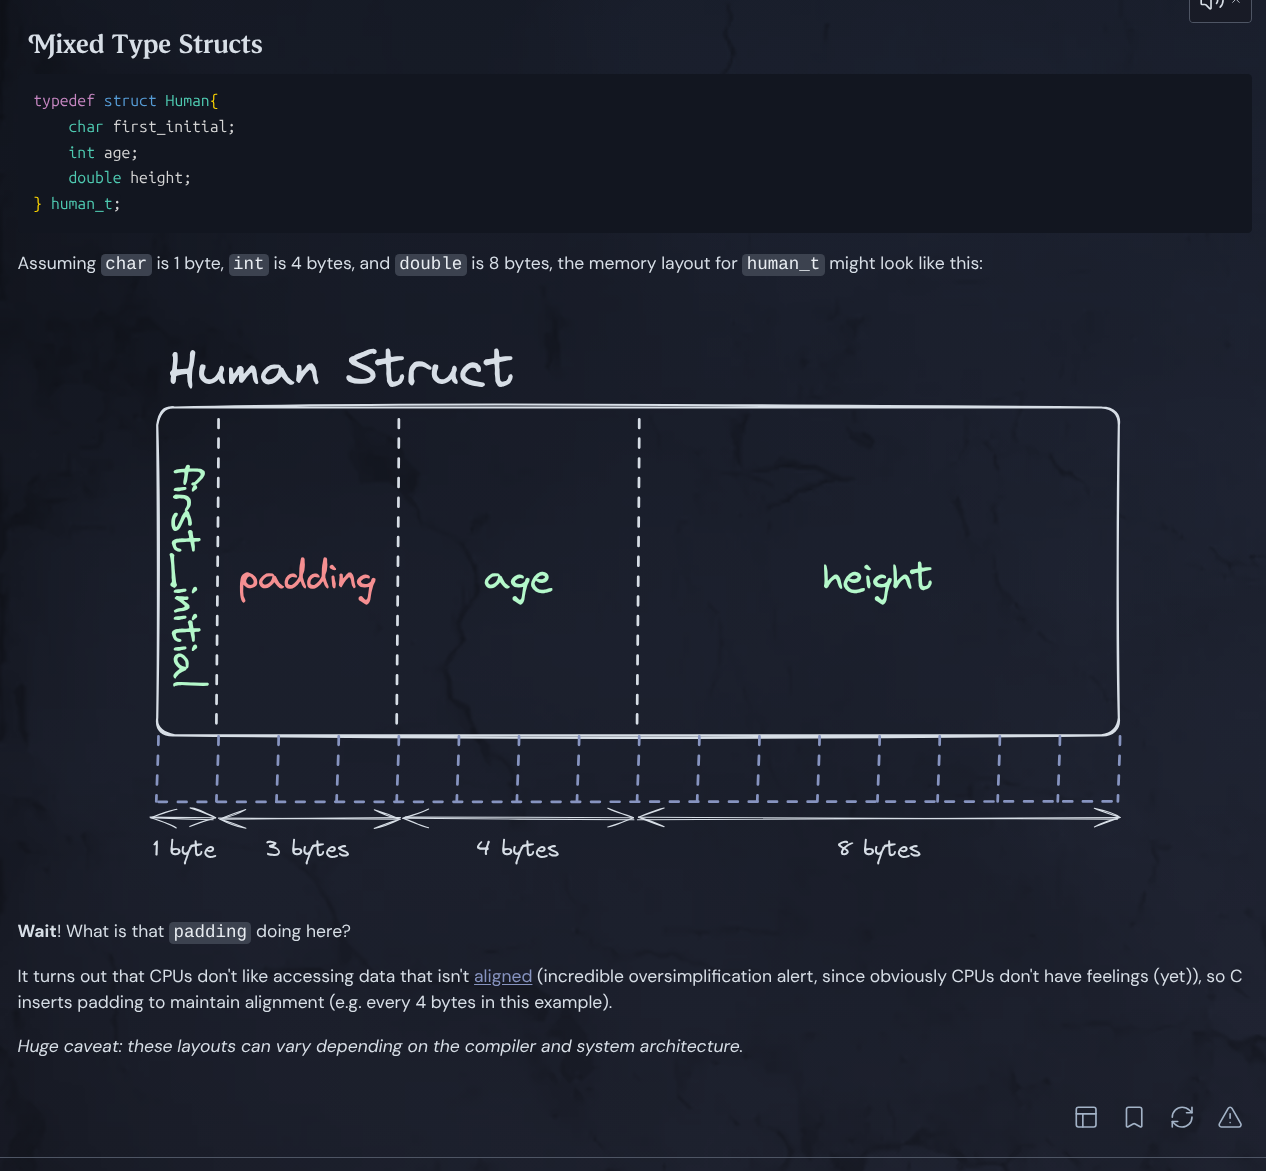 Mixed Type Structs
typedef struct Human{
    char first_initial;
    int age;
    double height;
} human_t;
Assuming char is 1 byte, int is 4 bytes, and double is 8 bytes, the memory layout for human_t might look like this:
Human Struct
first_initial
padding
age
height
1 byte
3 bytes
4 bytes
8 bytes
Wait! What is that padding doing here?
It turns out that CPUs don't like accessing data that isn't aligned (incredible oversimplification alert, since obviously CPUs don't have feelings (yet)), so C
inserts padding to maintain alignment (e.g. every 4 bytes in this example).
Huge caveat: these layouts can vary depending on the compiler and system architecture.